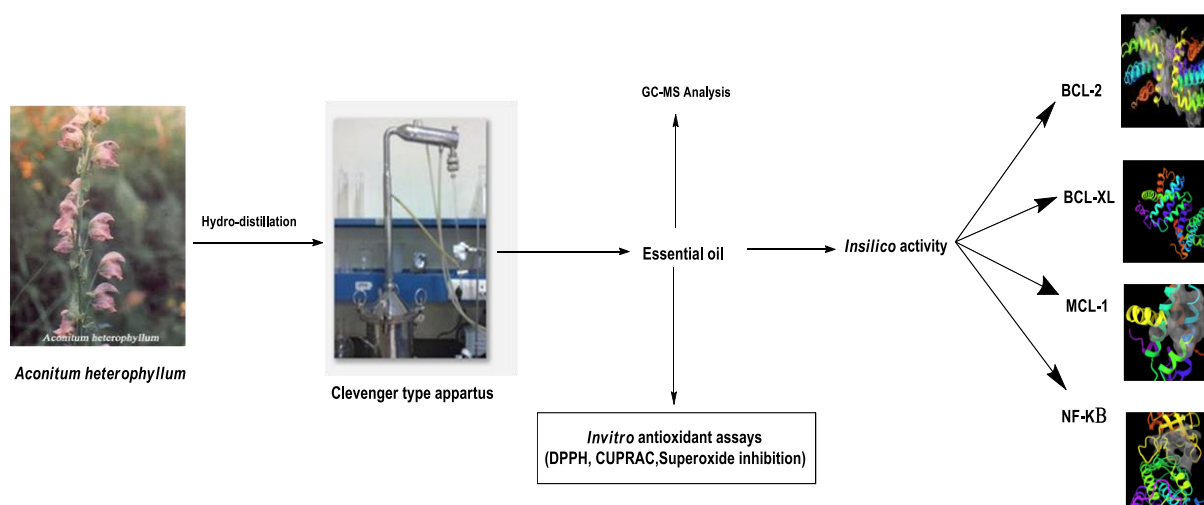 Aconitum heterophyllum
Aconitum heterophyllum
Hydro-distillation
Clevenger type appartus
GC-MS Analysis
Essential oil
Invitro antioxidant assays
(DPPH, CUPRAC,Superoxide inhibition)
Insilico activity
BCL-2
BCL-XL
MCL-1
NF-KB